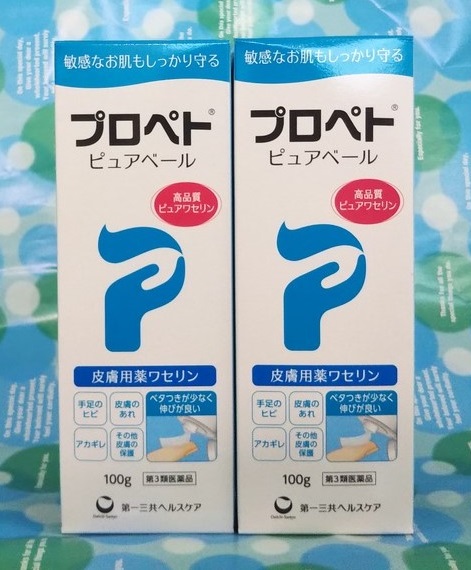 敏感なお肌もしっかり守る
プロペト®
ピュアベール
高品質
ピュアワセリン
皮膚用薬ワセリン
手足の
ヒビ
皮膚の
あれ
アカギレ
その他
皮膚の
保護
ベタつきが少なく
伸びが良い
100g
第3類医薬品
Daiichi-Sankyo
第一三共ヘルスケア
敏感なお肌もしっかり守る
プロペト®
ピュアベール
高品質
ピュアワセリン
皮膚用薬ワセリン
手足の
ヒビ
皮膚の
あれ
アカギレ
その他
皮膚の
保護
ベタつきが少なく
伸びが良い
100g
第3類医薬品
Daiichi-Sankyo
第一三共ヘルスケア
Especially for you.